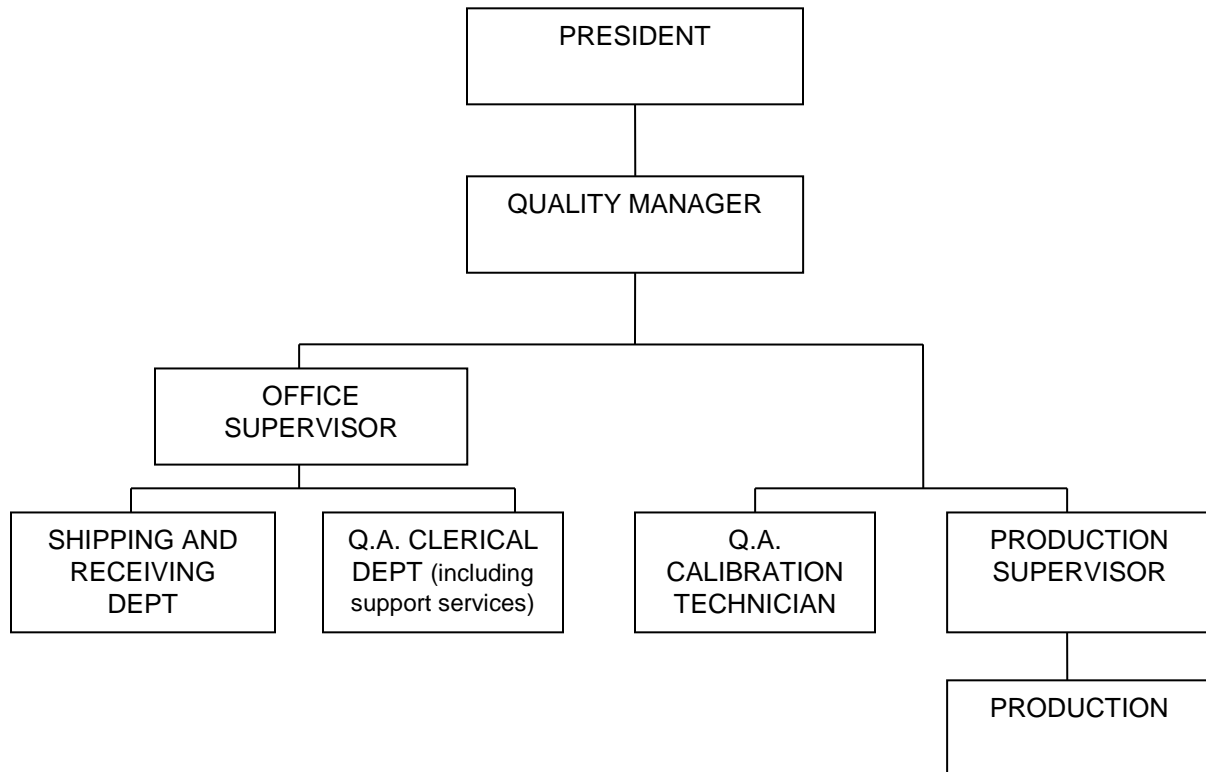 PRESIDENT
QUALITY MANAGER
OFFICE
SUPERVISOR
SHIPPING AND
RECEIVING
DEPT
Q.A. CLERICAL
DEPT (including
support services)
Q.A.
CALIBRATION
TECHNICIAN
PRODUCTION
SUPERVISOR
PRODUCTION